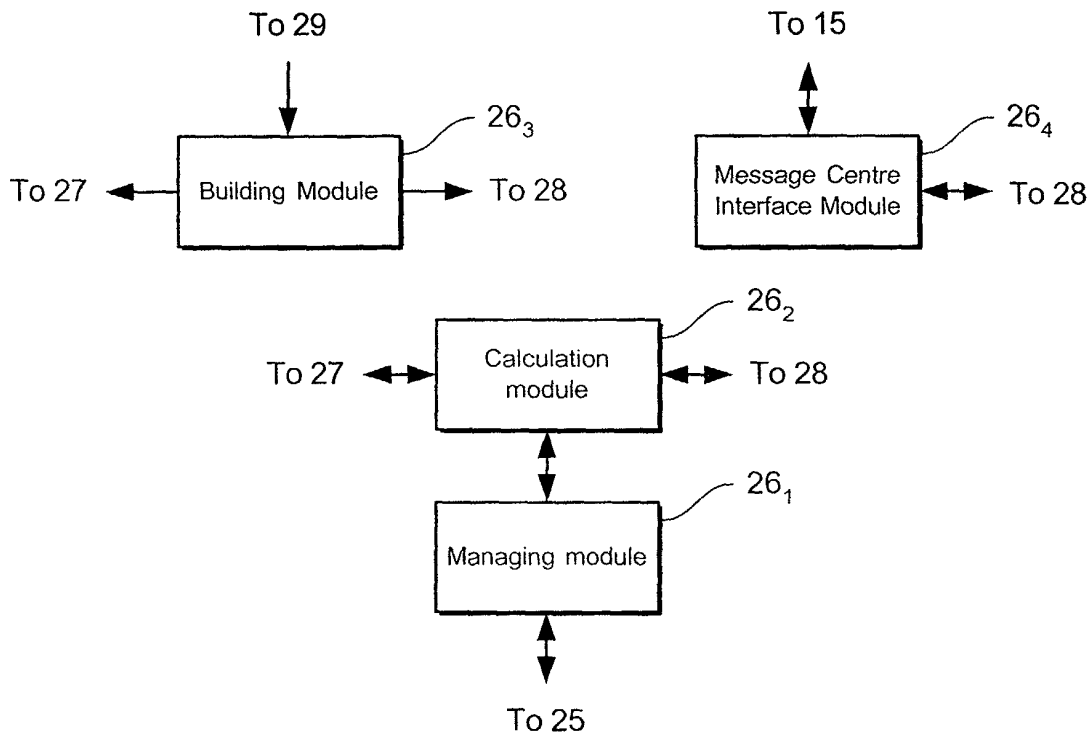 To 29
To 15
26₃
26₄
To 27
Building Module
To 28
Message Centre
Interface Module
To 28
26₂
To 27
Calculation
module
To 28
26₁
Managing module
To 25